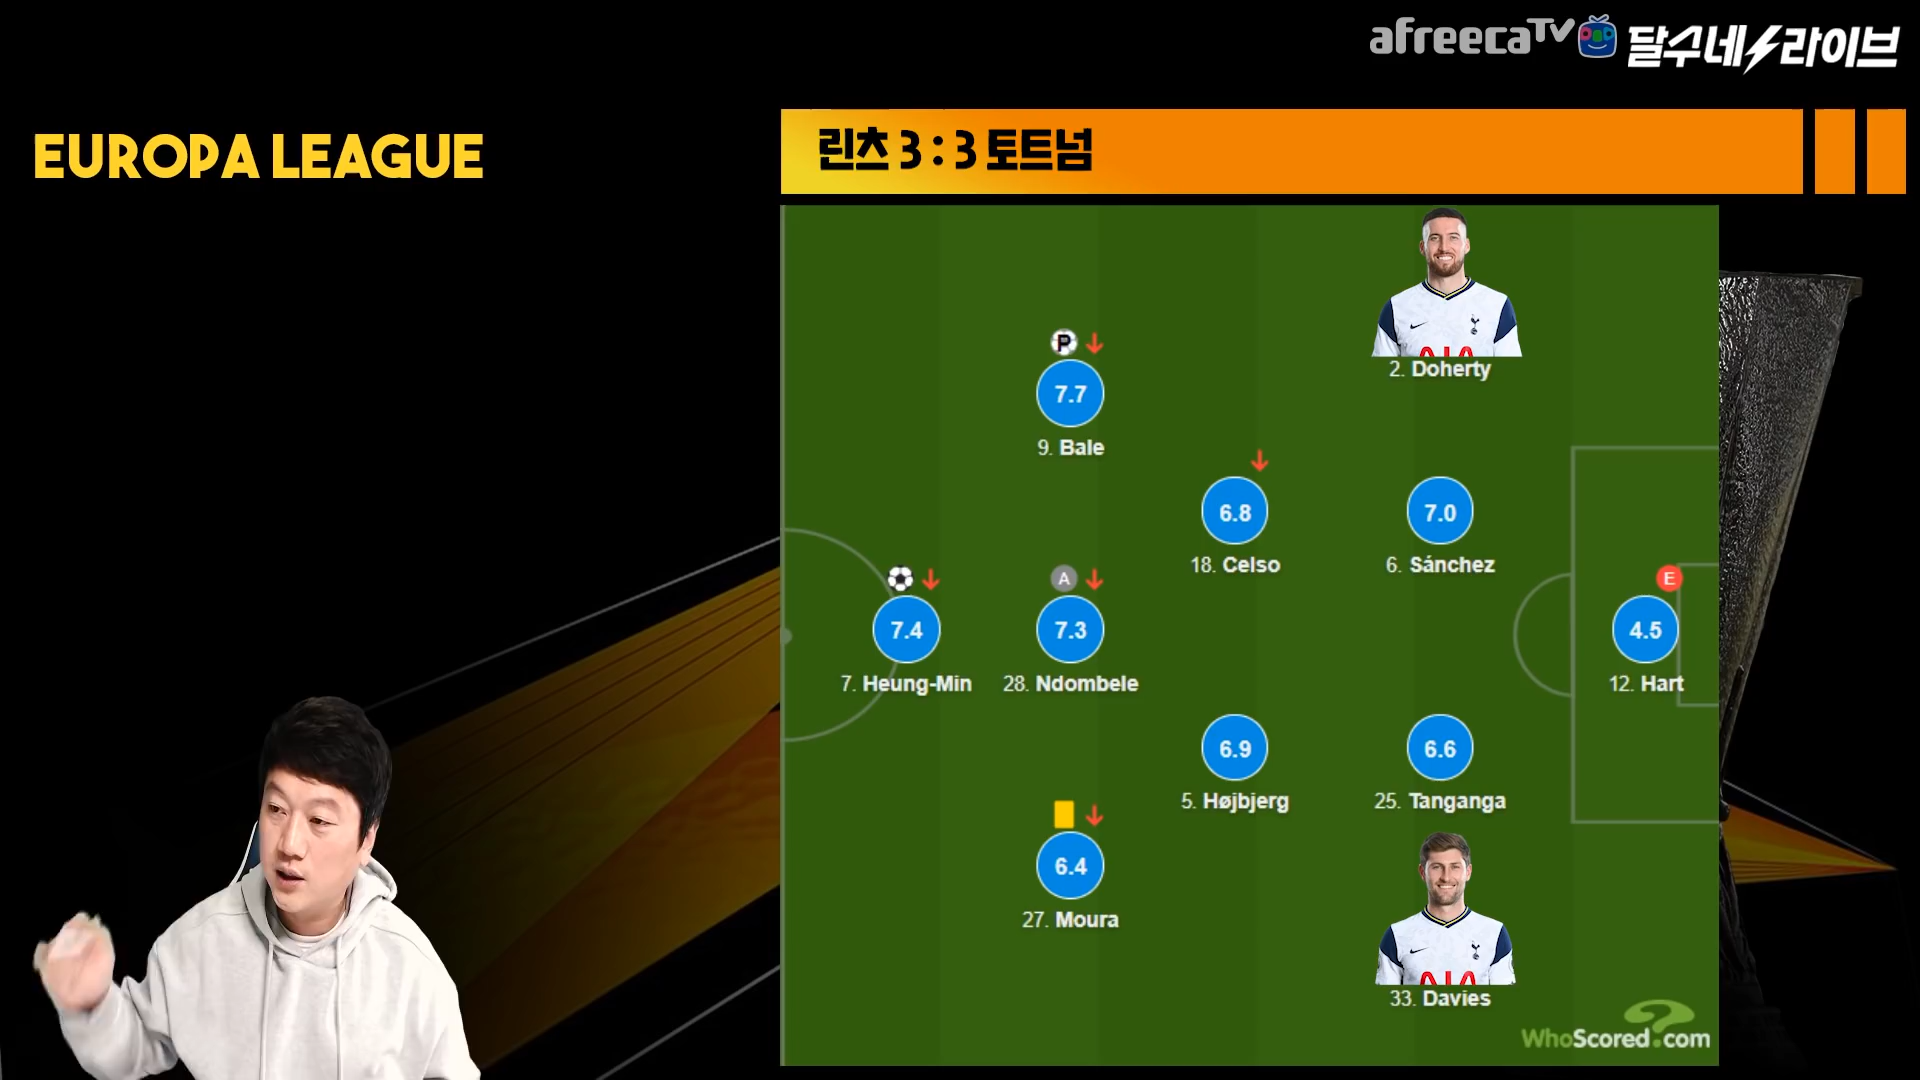 afreecaTV 달수네라이브
EUROPA LEAGUE
린츠 3 : 3 토트넘
AIA
2. Doherty
P
7.7
9. Bale
6.8
18. Celso
7.0
6. Sánchez
7.4
7. Heung-Min
A
7.3
28. Ndombele
E
4.5
12. Hart
6.9
5. Højbjerg
6.6
25. Tanganga
6.4
27. Moura
AIA
33. Davies
WhoScored.com